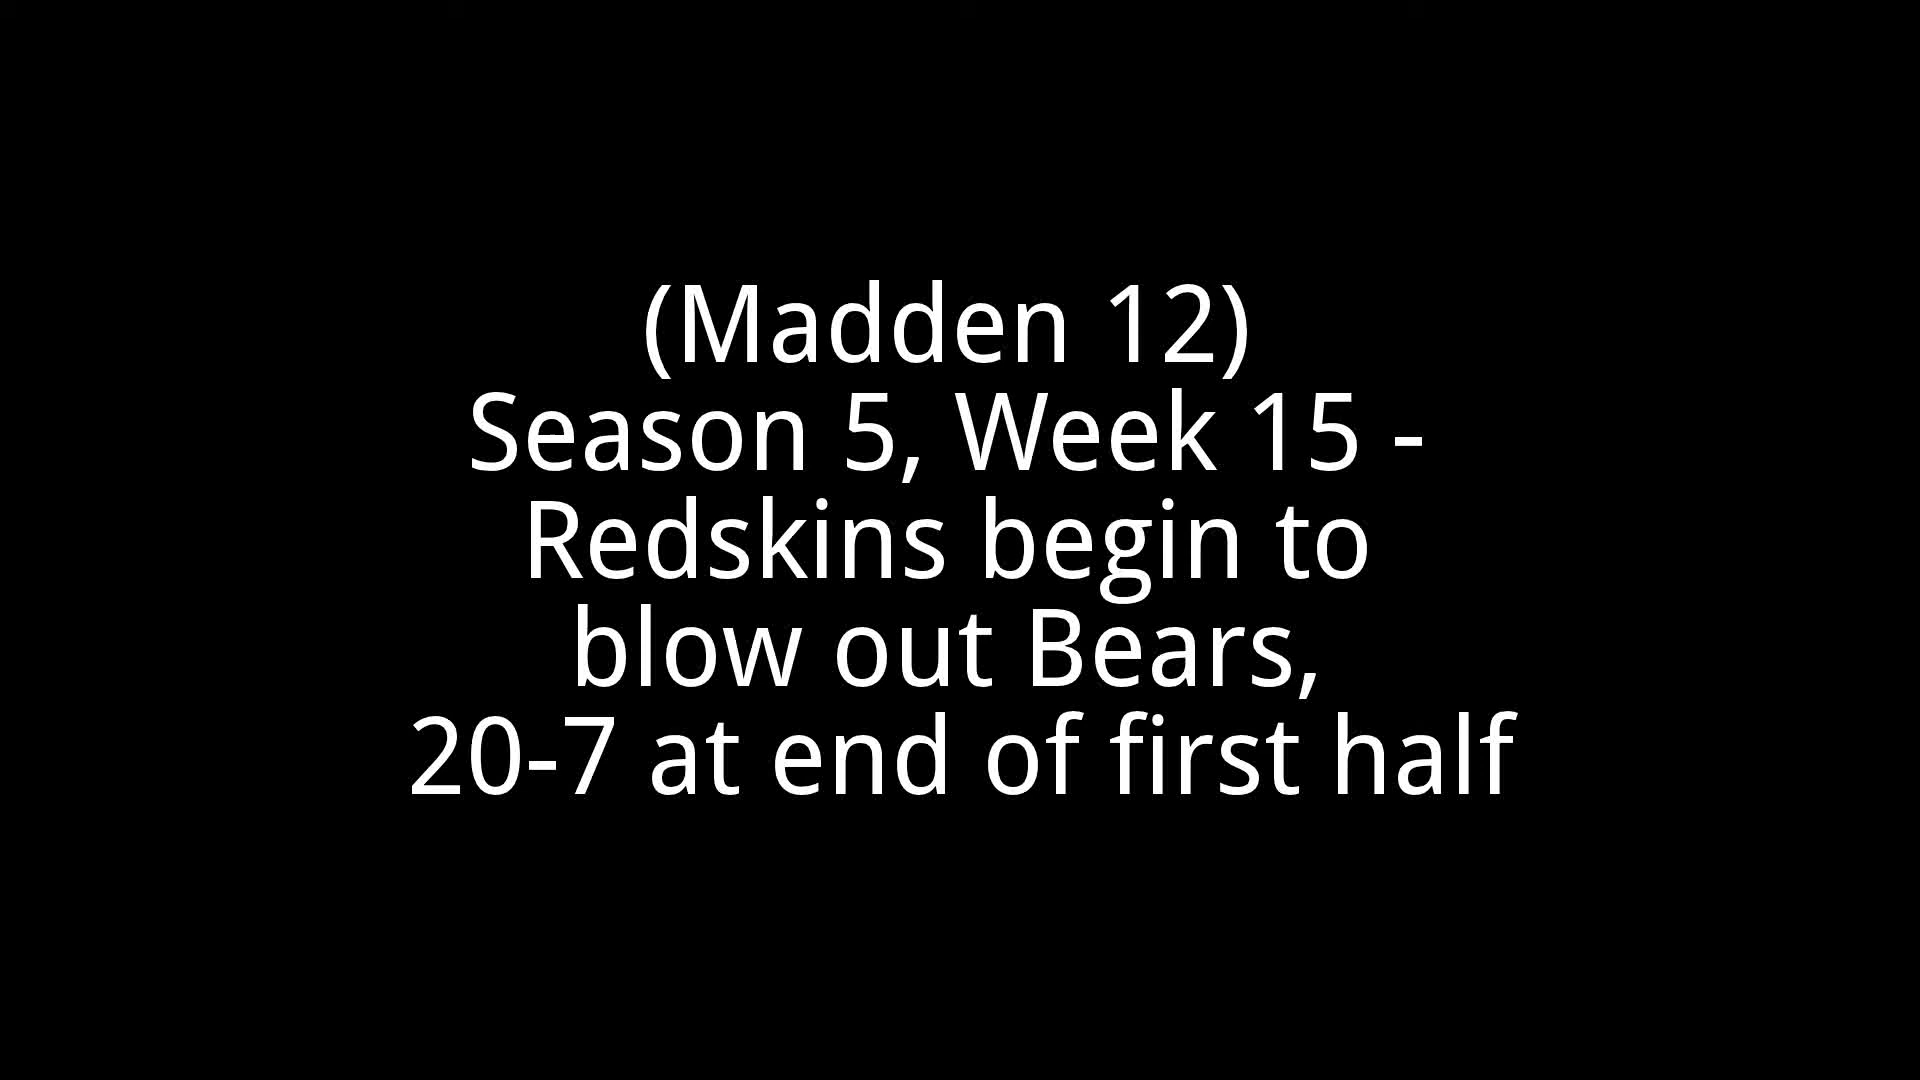 (Madden 12)
Season 5, Week 15 -
Redskins begin to
blow out Bears,
20-7 at end of first half